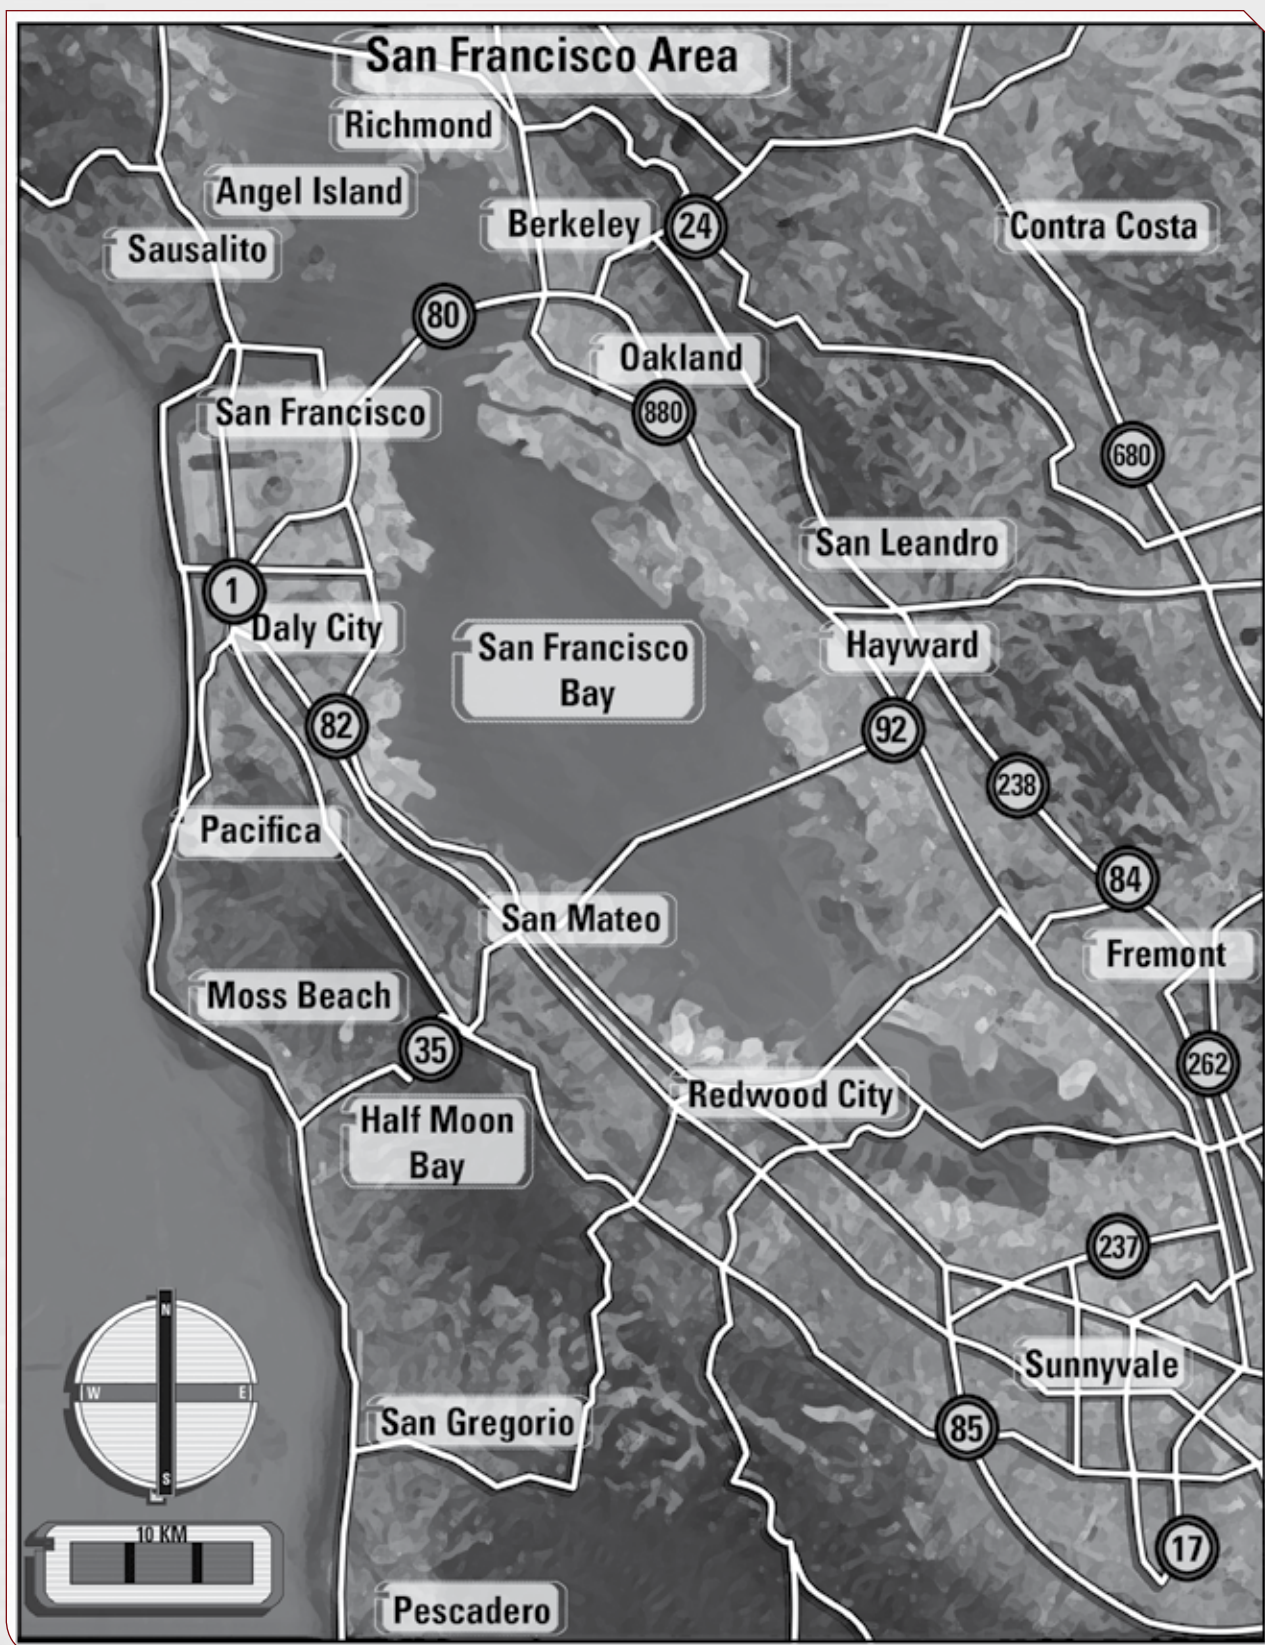 San Francisco Area
Richmond
Angel Island
Berkeley
24
Contra Costa
Sausalito
80
Oakland
San Francisco
880
680
San Leandro
1
Daly City
San Francisco
Bay
Hayward
82
92
238
Pacifica
84
San Mateo
Fremont
Moss Beach
35
262
Redwood City
Half Moon
Bay
237
N
W
E
S
Sunnyvale
San Gregorio
85
10 KM
17
Pescadero